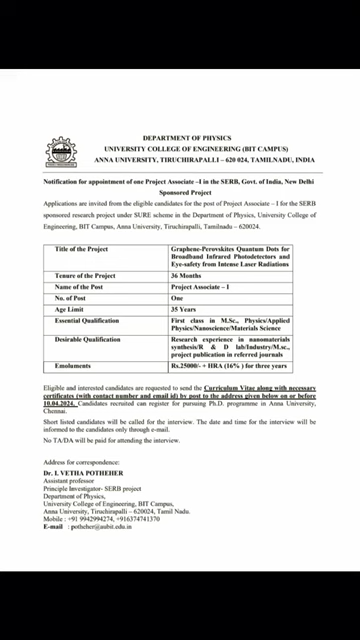 DEPARTMENT OF PHYSICS
UNIVERSITY COLLEGE OF ENGINEERING (BIT CAMPUS)
ANNA UNIVERSITY, TIRUCHIRAPALLI – 620 024, TAMILNADU, INDIA
Notification for appointment of one Project Associate –I in the SERB, Govt. of India, New Delhi
Sponsored Project
Applications are invited from the eligible candidates for the post of Project Associate – I for the SERB
sponsored research project under SURE scheme in the Department of Physics, University College of
Engineering, BIT Campus, Anna University, Tiruchirapalli, Tamilnadu – 620024.
Title of the Project Graphene-Perovskites Quantum Dots for
Broadband Infrared Photodetectors and
Eye-safety from Intense Laser Radiations
Tenure of the Project 36 Months
Name of the Post Project Associate – I
No. of Post One
Age Limit 35 Years
Essential Qualification First class in M.Sc., Physics/Applied
Physics/Nanoscience/Materials Science
Desirable Qualification Research experience in nanomaterials
synthesis/R & D lab/Industry/M.sc.,
project publication in referred journals
Emoluments Rs.25000/- + HRA (16%) for three years
Eligible and interested candidates are requested to send the Curriculum Vitae along with necessary
certificates (with contact number and email id) by post to the address given below on or before
10.04.2024. Candidates recruited can register for pursuing Ph.D. programme in Anna University,
Chennai.
Short listed candidates will be called for the interview. The date and time for the interview will be
informed to the candidates only through e-mail.
No TA/DA will be paid for attending the interview.
Address for correspondence:
Dr. I. VETHA POTHEHER
Assistant professor
Principle Investigator- SERB project
Department of Physics,
University College of Engineering, BIT Campus,
Anna University, Tiruchirapalli – 620024, Tamil Nadu.
Mobile : +91 9942994274, +916374741370
E-mail : potheher@aubit.edu.in